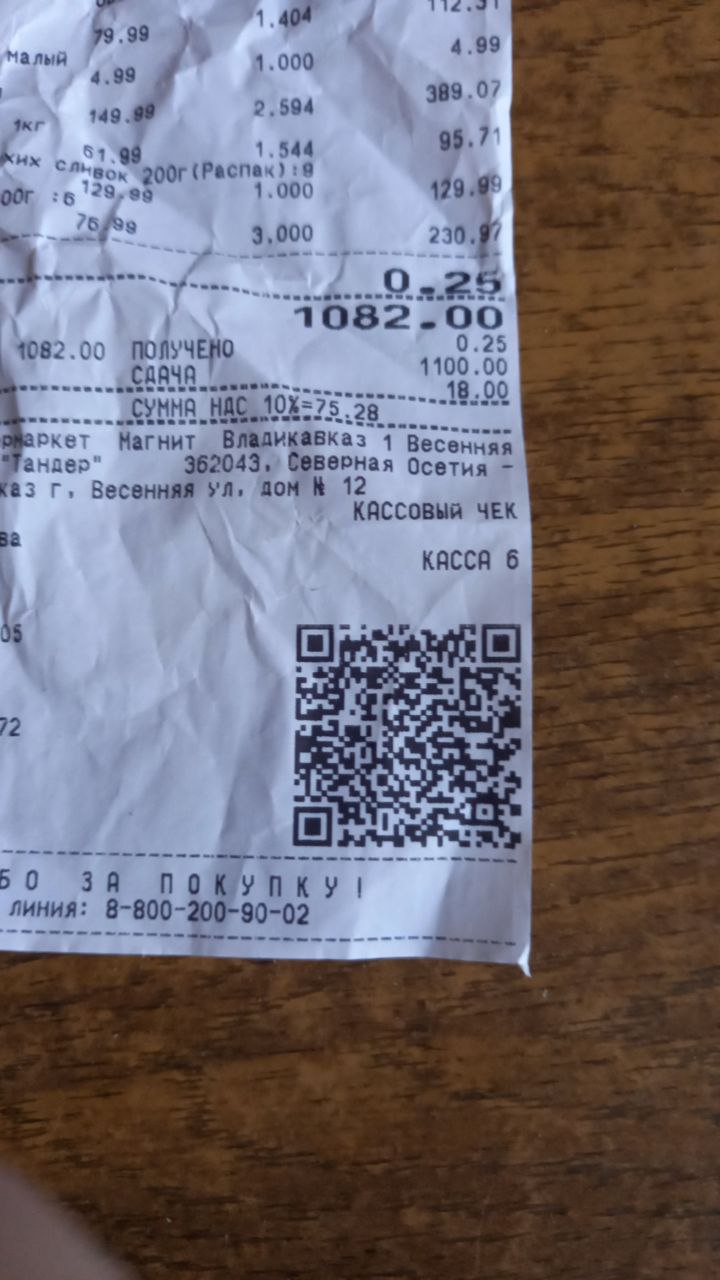 112.31
79.99 1.404
малый 4.99
4.99 1.000
389.07
1кг 149.99 2.594
95.71
61.99 1.544
ких сливок 200г(Распак):9
00г :6 129.99 1.000 129.99
76.99 3.000 230.97
0.25
1082.00
1082.00 ПОЛУЧЕНО 0.25
СДАЧА 1100.00
18.00
СУММА НДС 10%=75.28
ермаркет Магнит Владикавказ 1 Весенняя
"Тандер" 362043, Северная Осетия -
каз г, Весенняя ул, дом № 12
КАССОВЫЙ ЧЕК
ва
КАССА 6
05
72
БО ЗА ПОКУПКУ!
линия: 8-800-200-90-02